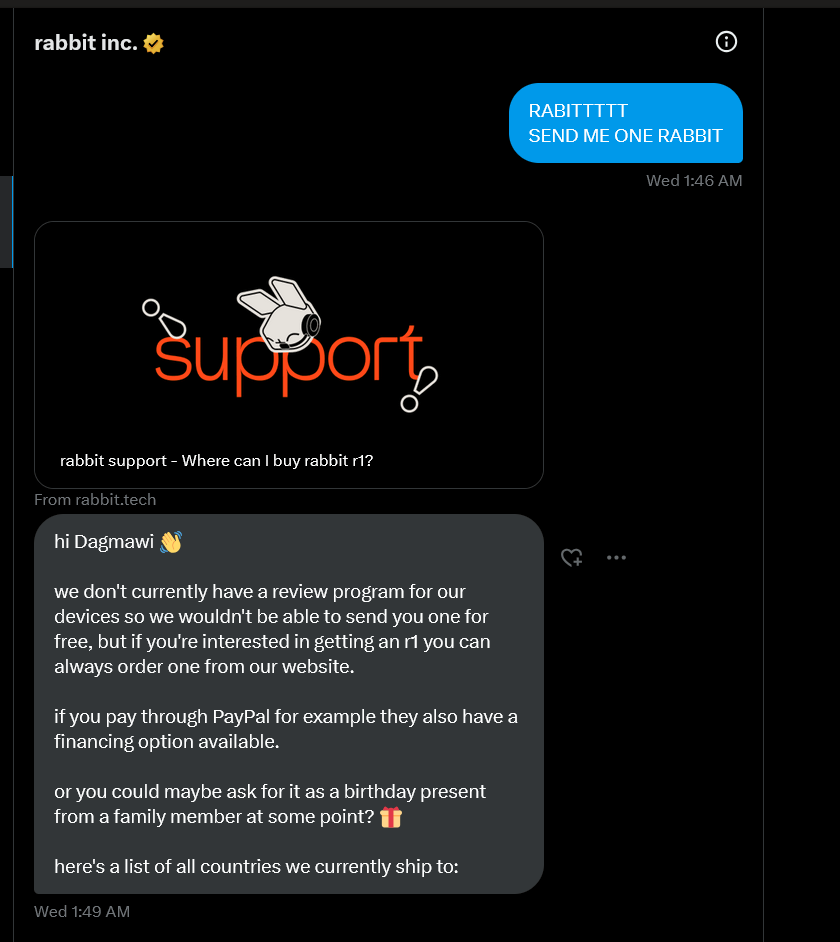 rabbit inc.
RABITTTTT
SEND ME ONE RABBIT
Wed 1:46 AM
support
rabbit support - Where can I buy rabbit r1?
From rabbit.tech
hi Dagmawi 👋
we don't currently have a review program for our
devices so we wouldn't be able to send you one for
free, but if you're interested in getting an r1 you can
always order one from our website.
if you pay through PayPal for example they also have a
financing option available.
or you could maybe ask for it as a birthday present
from a family member at some point? 🎁
here's a list of all countries we currently ship to:
Wed 1:49 AM